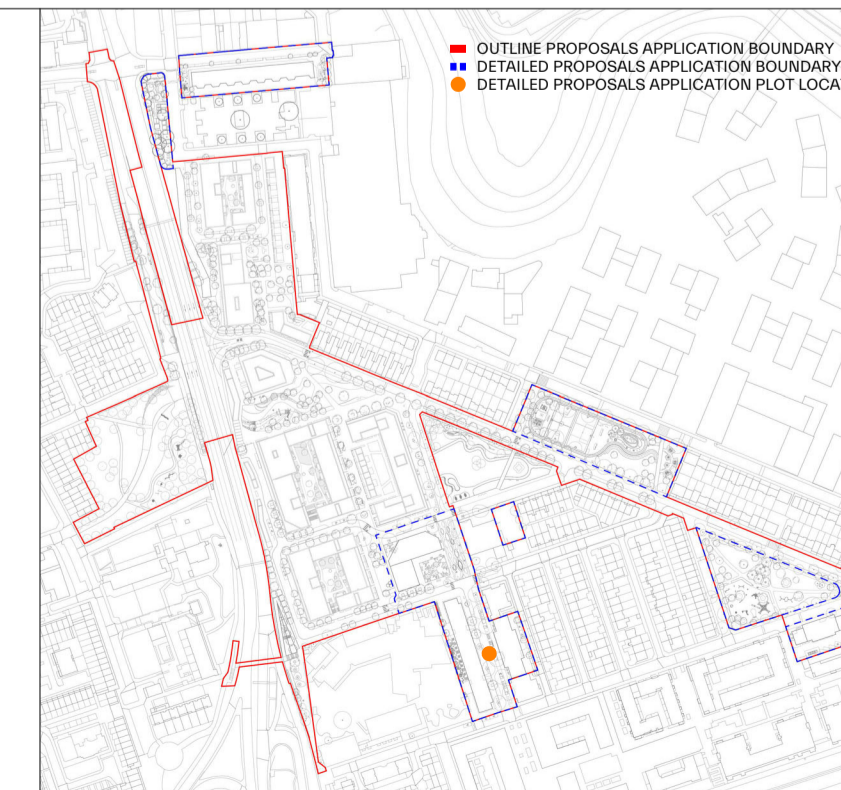 OUTLINE PROPOSALS APPLICATION BOUNDARY
DETAILED PROPOSALS APPLICATION BOUNDARY
DETAILED PROPOSALS APPLICATION PLOT